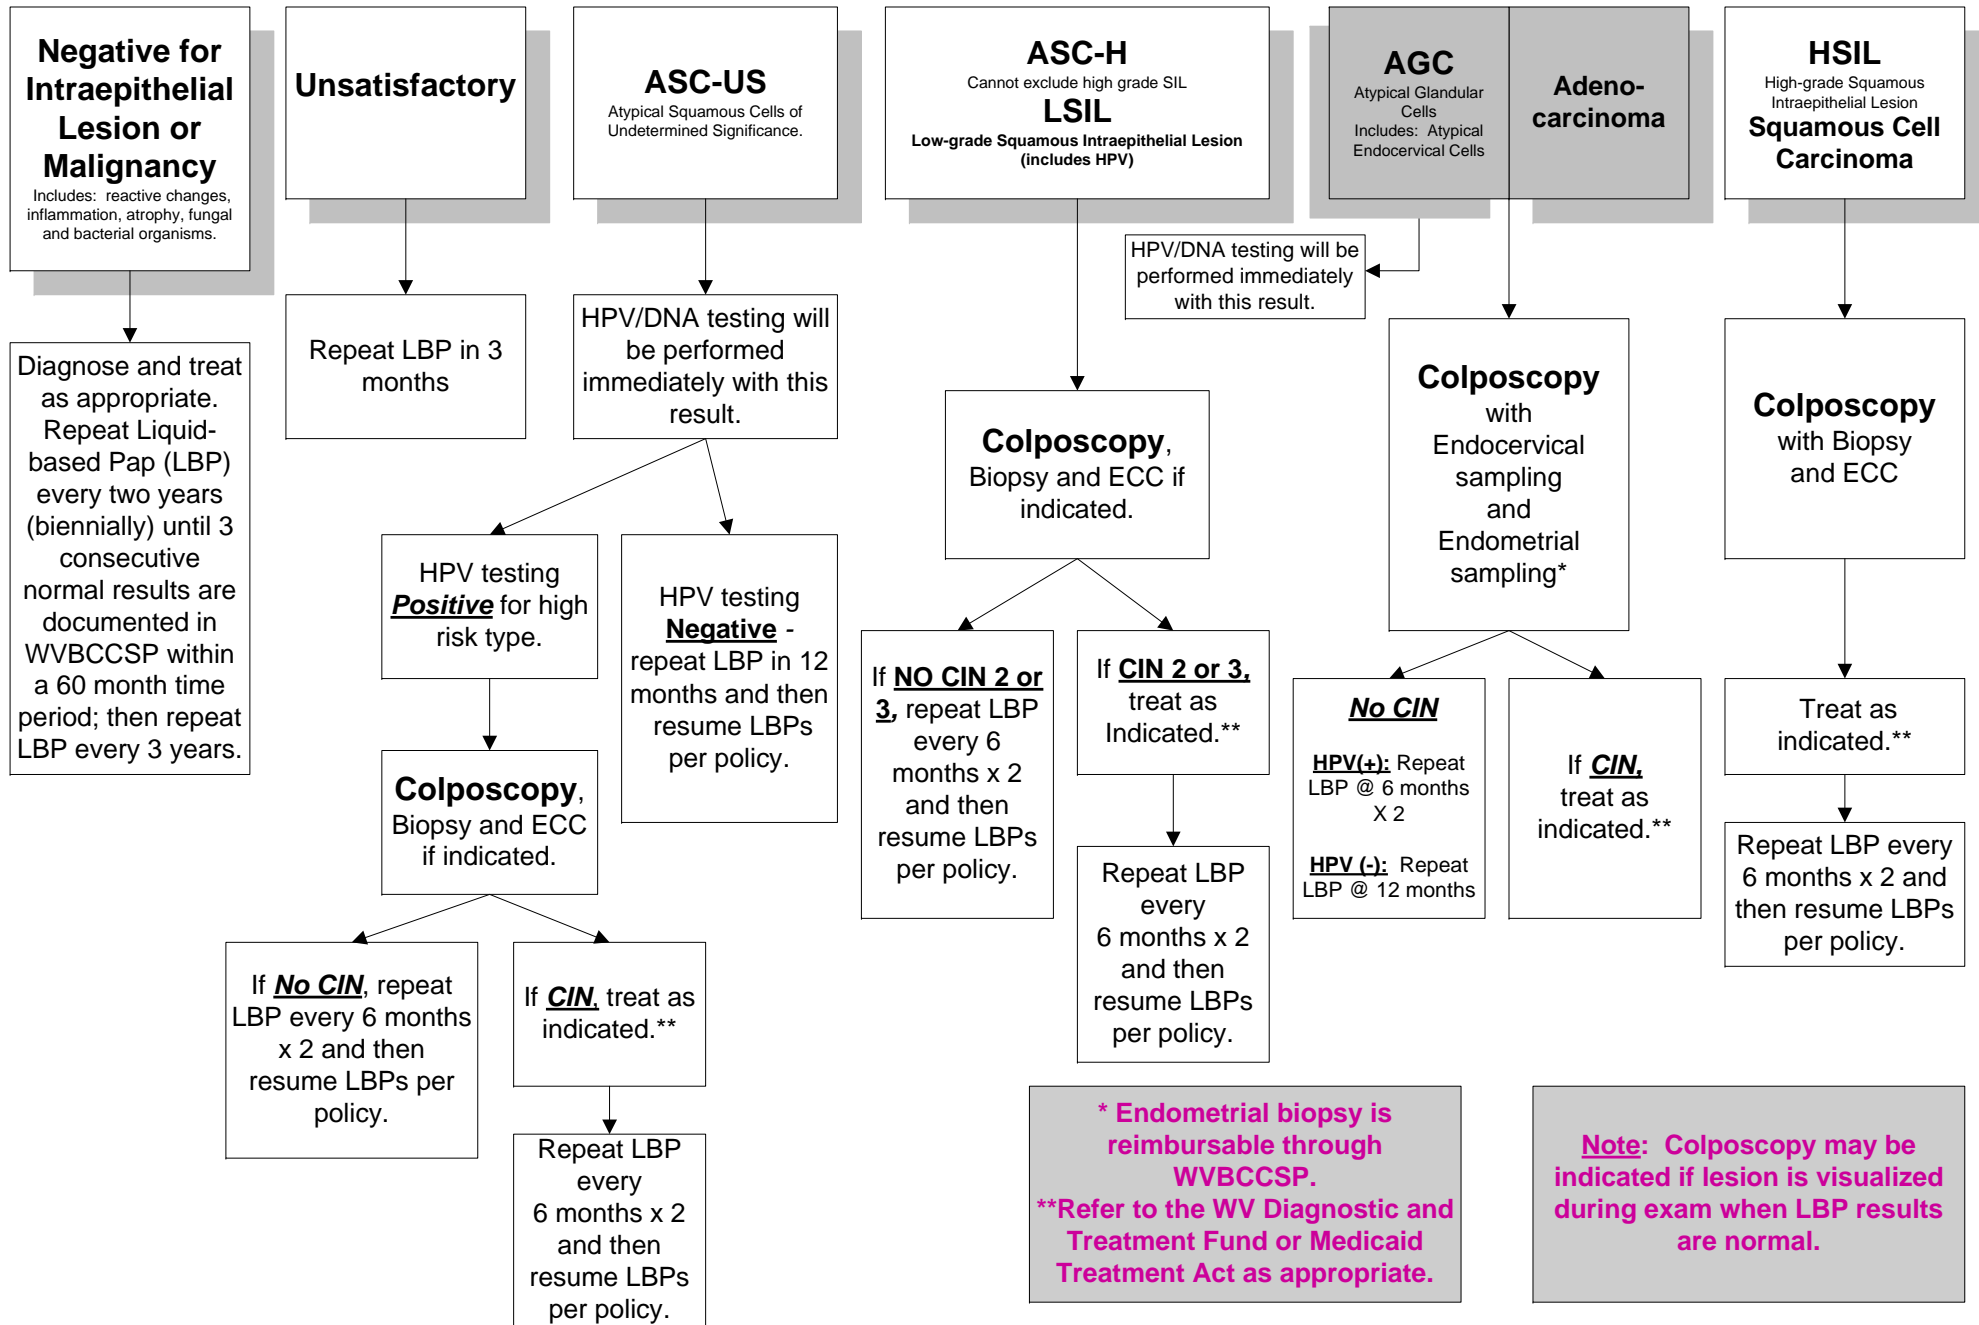 Negative for
Intraepithelial
Lesion or
Malignancy
Includes: reactive changes,
inflammation, atrophy, fungal
and bacterial organisms.
Unsatisfactory
ASC-US
Atypical Squamous Cells of
Undetermined Significance.
ASC-H
Cannot exclude high grade SIL
LSIL
Low-grade Squamous Intraepithelial Lesion
(includes HPV)
AGC
Atypical Glandular
Cells
Includes: Atypical
Endocervical Cells
Adeno-
carcinoma
HSIL
High-grade Squamous
Intraepithelial Lesion
Squamous Cell
Carcinoma
Diagnose and treat
as appropriate.
Repeat Liquid-
based Pap (LBP)
every two years
(biennially) until 3
consecutive
normal results are
documented in
WVBCCSP within
a 60 month time
period; then repeat
LBP every 3 years.
Repeat LBP in 3
months
HPV/DNA testing will
be performed
immediately with this
result.
HPV testing
Positive for high
risk type.
HPV testing
Negative -
repeat LBP in 12
months and then
resume LBPs
per policy.
Colposcopy,
Biopsy and ECC
if indicated.
If No CIN, repeat
LBP every 6 months
x 2 and then
resume LBPs per
policy.
If CIN, treat as
indicated.**
Repeat LBP
every
6 months x 2
and then
resume LBPs
per policy.
Colposcopy,
Biopsy and ECC if
indicated.
If NO CIN 2 or
3, repeat LBP
every 6
months x 2
and then
resume LBPs
per policy.
If CIN 2 or 3,
treat as
Indicated.**
Repeat LBP
every
6 months x 2
and then
resume LBPs
per policy.
HPV/DNA testing will be
performed immediately
with this result.
Colposcopy
with
Endocervical
sampling
and
Endometrial
sampling*
No CIN
HPV(+): Repeat
LBP @ 6 months
X 2
HPV (-): Repeat
LBP @ 12 months
If CIN,
treat as
indicated.**
Colposcopy
with Biopsy
and ECC
Treat as
indicated.**
Repeat LBP every
6 months x 2 and
then resume LBPs
per policy.
* Endometrial biopsy is
reimbursable through
WVBCCSP.
**Refer to the WV Diagnostic and
Treatment Fund or Medicaid
Treatment Act as appropriate.
Note: Colposcopy may be
indicated if lesion is visualized
during exam when LBP results
are normal.